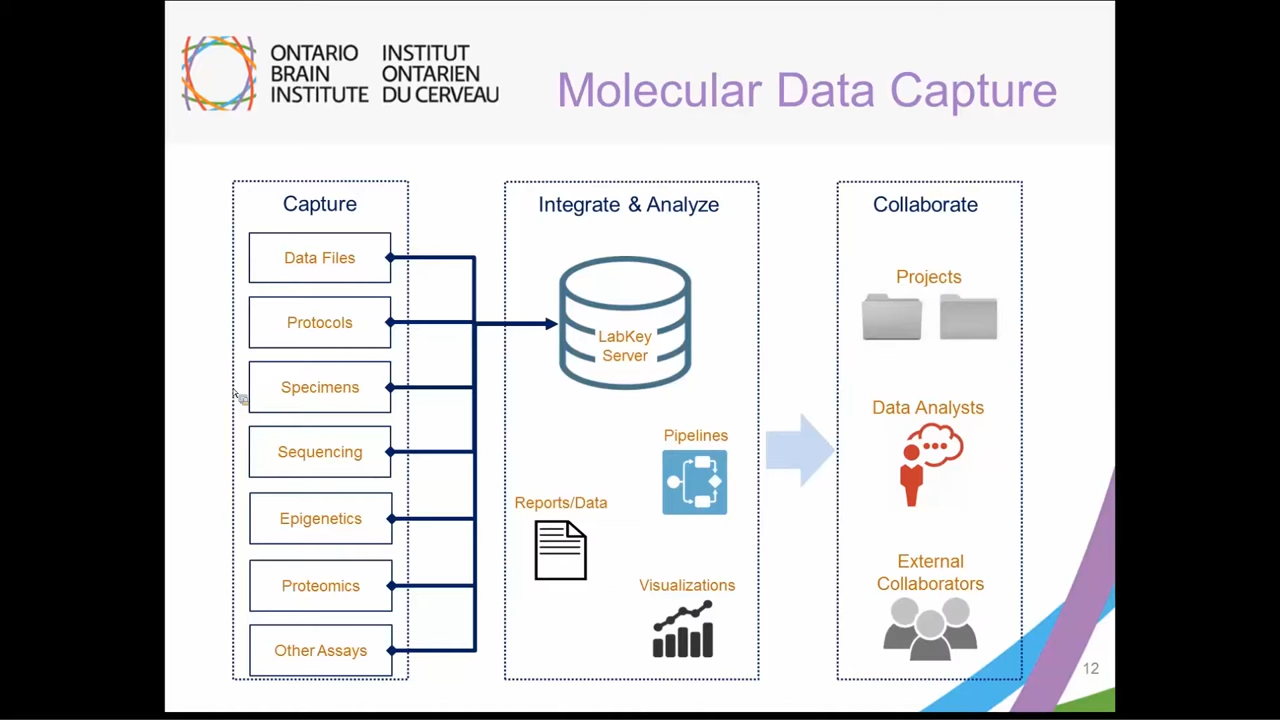 ONTARIO
BRAIN
INSTITUTE
INSTITUT
ONTARIEN
DU CERVEAU
Molecular Data Capture
Capture
Data Files
Protocols
Specimens
Sequencing
Epigenetics
Proteomics
Other Assays
Integrate & Analyze
LabKey
Server
Pipelines
Reports/Data
Visualizations
Collaborate
Projects
Data Analysts
External
Collaborators
12